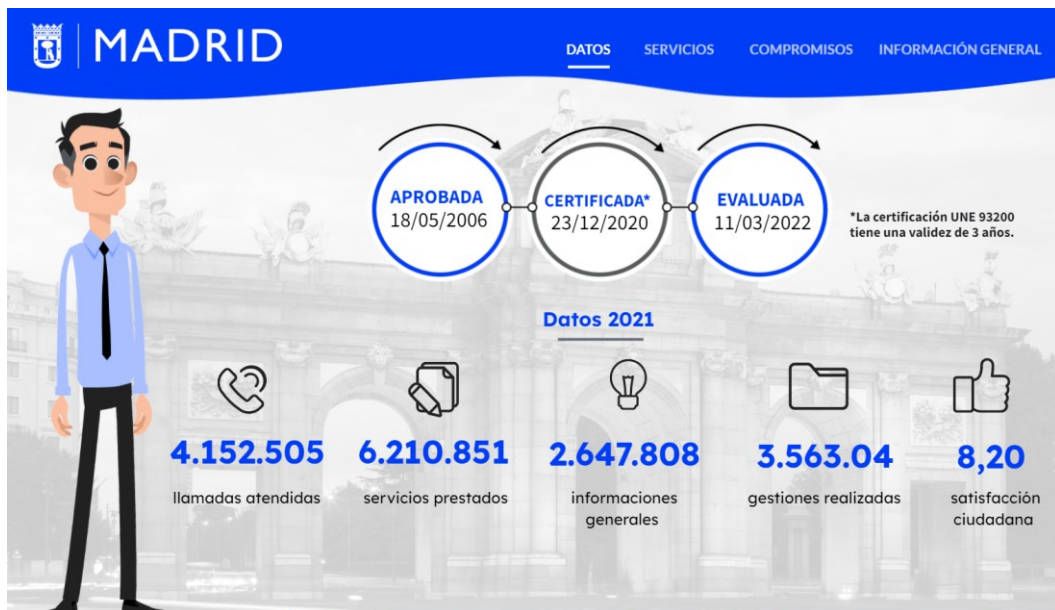 MADRID
DATOS SERVICIOS COMPROMISOS INFORMACIÓN GENERAL
APROBADA
18/05/2006
CERTIFICADA*
23/12/2020
EVALUADA
11/03/2022
*La certificación UNE 93200
tiene una validez de 3 años.
Datos 2021
4.152.505
llamadas atendidas
6.210.851
servicios prestados
2.647.808
informaciones
generales
3.563.04
gestiones realizadas
8,20
satisfacción
ciudadana